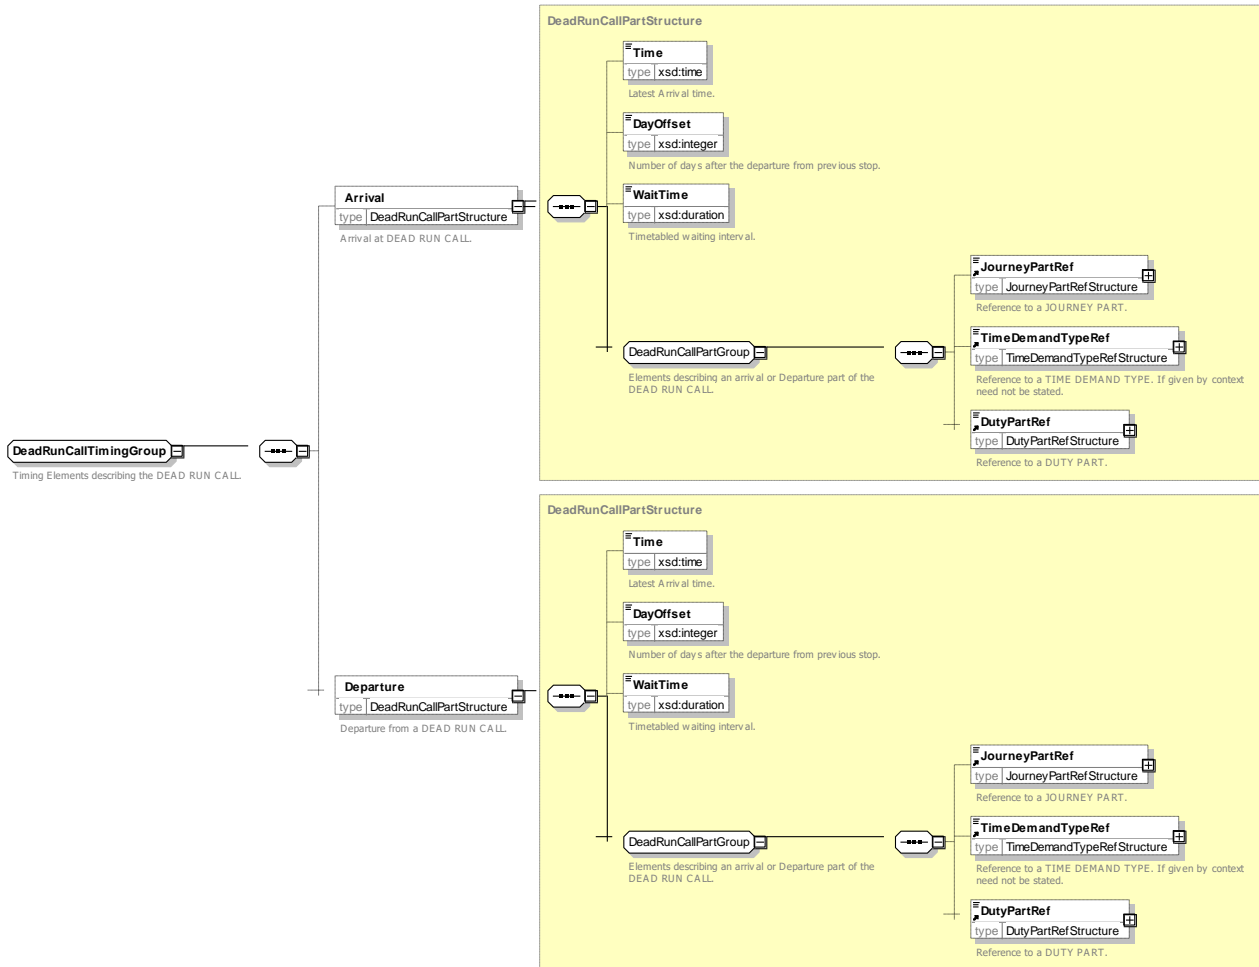 DeadRunCallPartStructure
Time
type xsd:time
Latest Arrival time.
DayOffset
type xsd:integer
Number of days after the departure from previous stop.
Arrival
type DeadRunCallPartStructure
Arrival at DEAD RUN CALL.
WaitTime
type xsd:duration
Timetabled waiting interval.
JourneyPartRef
type JourneyPartRefStructure
Reference to a JOURNEY PART.
DeadRunCallPartGroup
Elements describing an arrival or Departure part of the
DEAD RUN CALL.
TimeDemandTypeRef
type TimeDemandTypeRefStructure
Reference to a TIME DEMAND TYPE. If given by context
need not be stated.
DutyPartRef
type DutyPartRefStructure
Reference to a DUTY PART.
DeadRunCallTimingGroup
Timing Elements describing the DEAD RUN CALL.
DeadRunCallPartStructure
Time
type xsd:time
Latest Arrival time.
DayOffset
type xsd:integer
Number of days after the departure from previous stop.
Departure
type DeadRunCallPartStructure
Departure from a DEAD RUN CALL.
WaitTime
type xsd:duration
Timetabled waiting interval.
JourneyPartRef
type JourneyPartRefStructure
Reference to a JOURNEY PART.
DeadRunCallPartGroup
Elements describing an arrival or Departure part of the
DEAD RUN CALL.
TimeDemandTypeRef
type TimeDemandTypeRefStructure
Reference to a TIME DEMAND TYPE. If given by context
need not be stated.
DutyPartRef
type DutyPartRefStructure
Reference to a DUTY PART.